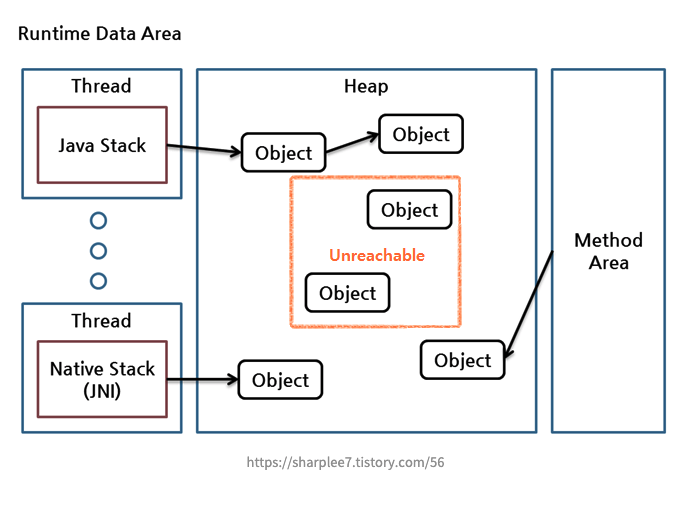 Runtime Data Area
Thread
Java Stack
Thread
Native Stack
(JNI)
Heap
Object
Object
Object
Unreachable
Object
Object
Object
Method
Area
https://sharplee7.tistory.com/56